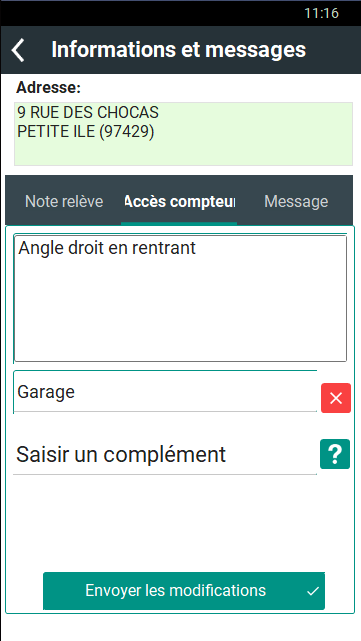 11:16
Informations et messages
Adresse:
9 RUE DES CHOCAS
PETITE ILE (97429)
Note relève
Accès compteur
Message
Angle droit en rentrant
Garage
Saisir un complément
?
Envoyer les modifications